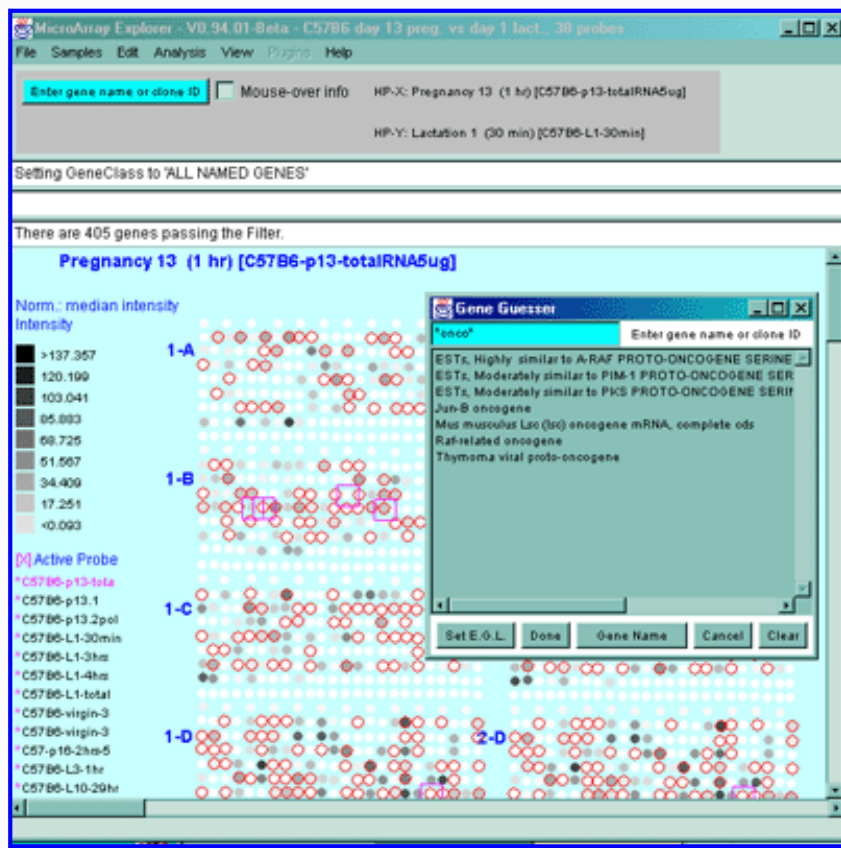 MicroArray Explorer - V0.94.01-Beta - C57B6 day 13 preg. vs day 1 lact., 38 probes
File Samples Edit Analysis View Plugins Help
Enter gene name or clone ID Mouse-over info HP-X: Pregnancy 13 (1 hr) [C57B6-p13-totalRNA5ug]
HP-Y: Lactation 1 (30 min) [C57B6-L1-30min]
Setting GeneClass to 'ALL NAMED GENES'
There are 405 genes passing the Filter.
Pregnancy 13 (1 hr) [C57B6-p13-totalRNA5ug]
Norm.: median intensity
Intensity
>137.357
120.199
103.041
85.883
68.725
51.567
34.409
17.251
<0.093
[X] Active Probe
*C57B6-p13-tota
*C57B6-p13.1
*C57B6-p13.2pol
*C57B6-L1-30min
*C57B6-L1-3hrs
*C57B6-L1-4hrs
*C57B6-L1-total
*C57B6-virgin-3
*C57B6-virgin-3
*C57-p16-2hrs-5
*C57B6-L3-1hr
*C57B6-L10-29hr
1-A
1-B
1-C
1-D
2-D
Gene Guesser
*onco* Enter gene name or clone ID
ESTs, Highly similar to A-RAF PROTO-ONCOGENE SERINE
ESTs, Moderately similar to PIM-1 PROTO-ONCOGENE SER
ESTs, Moderately similar to PKS PROTO-ONCOGENE SERIN
Jun-B oncogene
Mus musculus Lsc (lsc) oncogene mRNA, complete cds
Raf-related oncogene
Thymoma viral proto-oncogene
Set E.G.L. Done Gene Name Cancel Clear